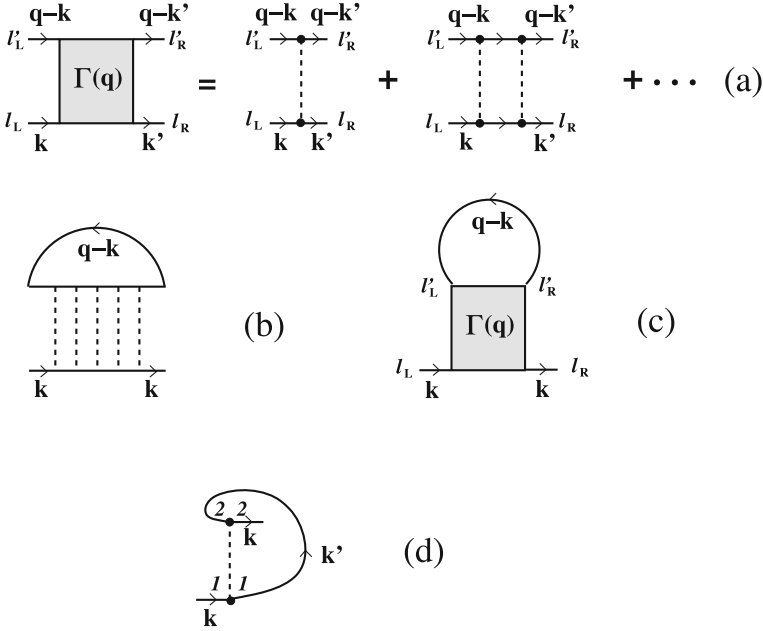 q−k q−k' q−k q−k' q−k q−k'
l'L l'R l'L l'R l'L l'R
Γ(q) = + + · · · (a)
lL lR lL lR lL lR
k k' k k' k k'
q−k q−k
l'L l'R
Γ(q)
(b) (c)
lL lR
k k k k
2 2
k
k' (d)
1 1
k